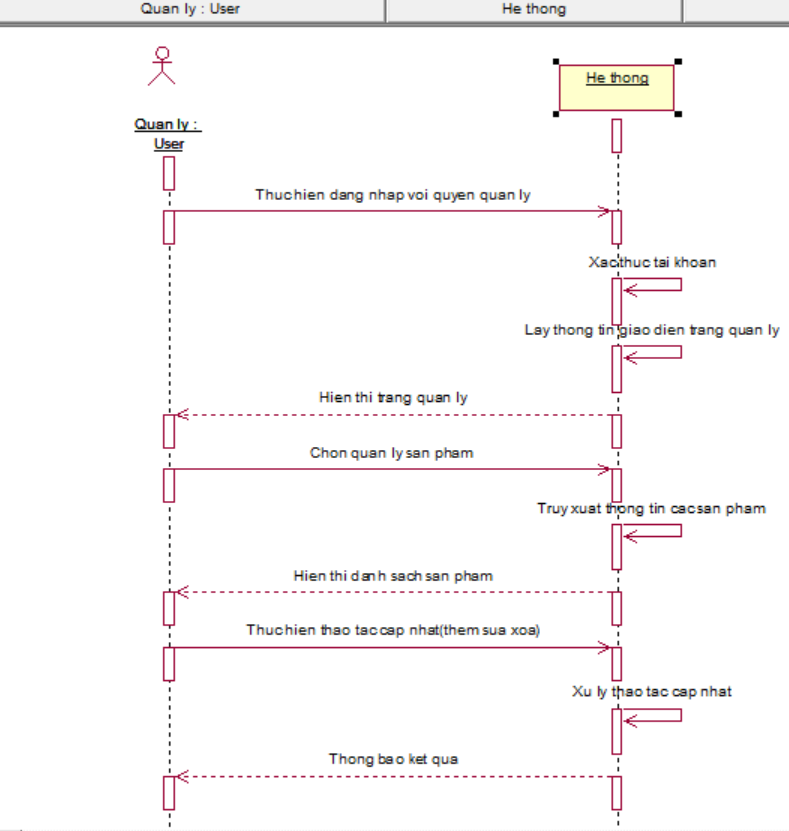 Quan ly : User
He thong
He thong
Quan ly :
User
Thuc hien dang nhap voi quyen quan ly
Xac thuc tai khoan
Lay thong tin giao dien trang quan ly
Hien thi trang quan ly
Chon quan ly san pham
Truy xuat thong tin cac san pham
Hien thi danh sach san pham
Thuc hien thao tac cap nhat(them sua xoa)
Xu ly thao tac cap nhat
Thong bao ket qua